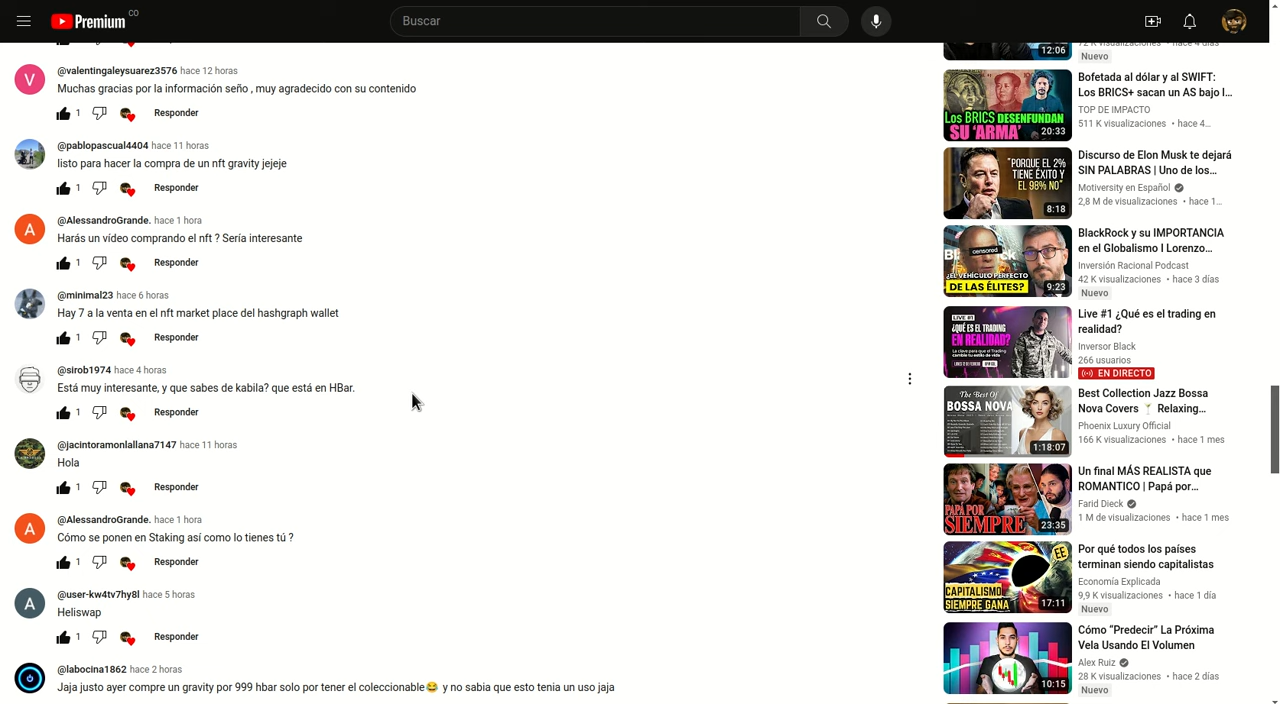 Premium CO
Buscar
@valentingaleysuarez3576 hace 12 horas
Muchas gracias por la información seño , muy agradecido con su contenido
1 Responder
@pablopascual4404 hace 11 horas
listo para hacer la compra de un nft gravity jejeje
1 Responder
@AlessandroGrande. hace 1 hora
Harás un vídeo comprando el nft ? Sería interesante
1 Responder
@minimal23 hace 6 horas
Hay 7 a la venta en el nft market place del hashgraph wallet
1 Responder
@sirob1974 hace 4 horas
Está muy interesante, y que sabes de kabila? que está en HBar.
1 Responder
@jacintoramonlallana7147 hace 11 horas
Hola
1 Responder
@AlessandroGrande. hace 1 hora
Cómo se ponen en Staking así como lo tienes tú ?
1 Responder
@user-kw4tv7hy8l hace 5 horas
Heliswap
1 Responder
@labocina1862 hace 2 horas
Jaja justo ayer compre un gravity por 999 hbar solo por tener el coleccionable😂 y no sabia que esto tenia un uso jaja
12:06
Nuevo
LOS BRICS DESENFUNDAN
SU 'ARMA'
20:33
Bofetada al dólar y al SWIFT:
Los BRICS+ sacan un AS bajo l...
TOP DE IMPACTO
511 K visualizaciones • hace 4...
"PORQUE EL 2%
TIENE ÉXITO Y
EL 98% NO"
8:18
Discurso de Elon Musk te dejará
SIN PALABRAS | Uno de los...
Motiversity en Español
2,8 M de visualizaciones • hace 1...
censored
¿EL VEHÍCULO PERFECTO
DE LAS ÉLITES?
9:23
BlackRock y su IMPORTANCIA
en el Globalismo I Lorenzo...
Inversión Racional Podcast
42 K visualizaciones • hace 3 días
Nuevo
LIVE #1
¿QUÉ ES EL TRADING
EN REALIDAD?
Live #1 ¿Qué es el trading en
realidad?
Inversor Black
266 usuarios
EN DIRECTO
The Best Of
BOSSA NOVA
1:18:07
Best Collection Jazz Bossa
Nova Covers 🍸 Relaxing...
Phoenix Luxury Official
166 K visualizaciones • hace 1 mes
PAPÁ POR
SIEMPRE
23:35
Un final MÁS REALISTA que
ROMANTICO | Papá por...
Farid Dieck
1 M de visualizaciones • hace 1 mes
EE
CAPITALISMO
SIEMPRE GANA
17:11
Por qué todos los países
terminan siendo capitalistas
Economía Explicada
9,9 K visualizaciones • hace 1 día
Nuevo
10:15
Cómo “Predecir” La Próxima
Vela Usando El Volumen
Alex Ruiz
28 K visualizaciones • hace 2 días
Nuevo